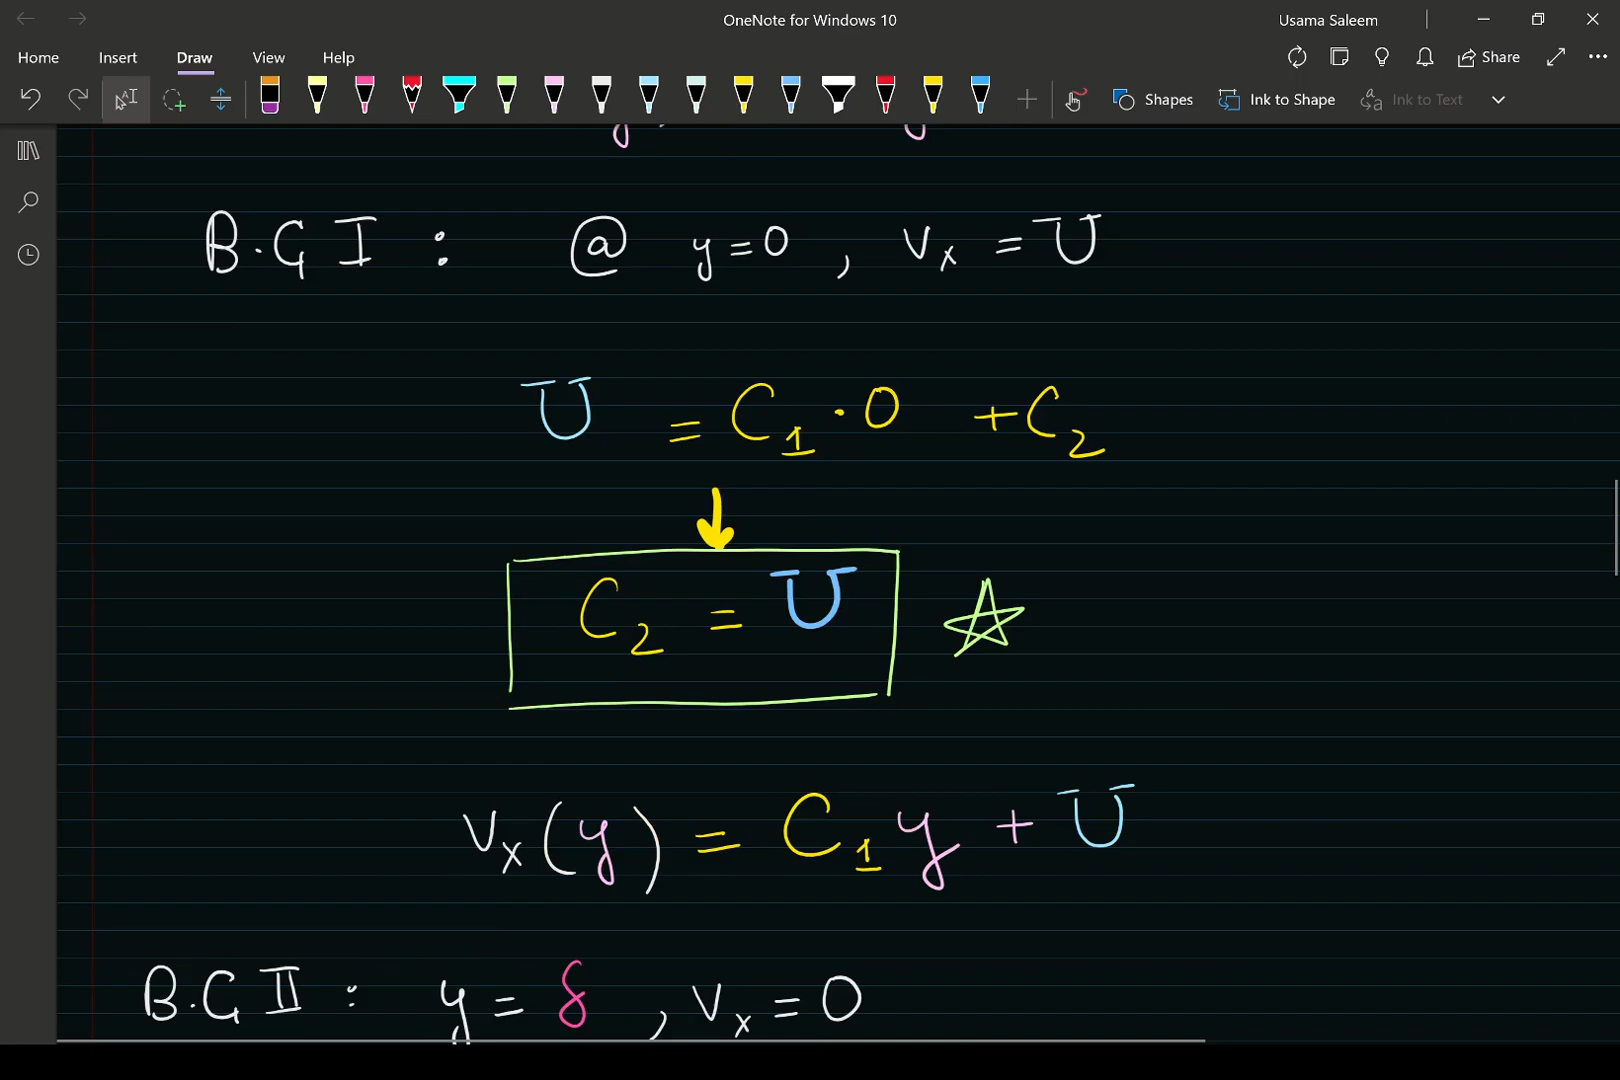 OneNote for Windows 10
Usama Saleem
Home Insert Draw View Help
Share
Shapes Ink to Shape Ink to Text
B.C I : @ y=0 , vₓ = U
U = C₁·0 + C₂
C₂ = U
vₓ(y) = C₁y + U
B.C II : y = δ , vₓ = 0